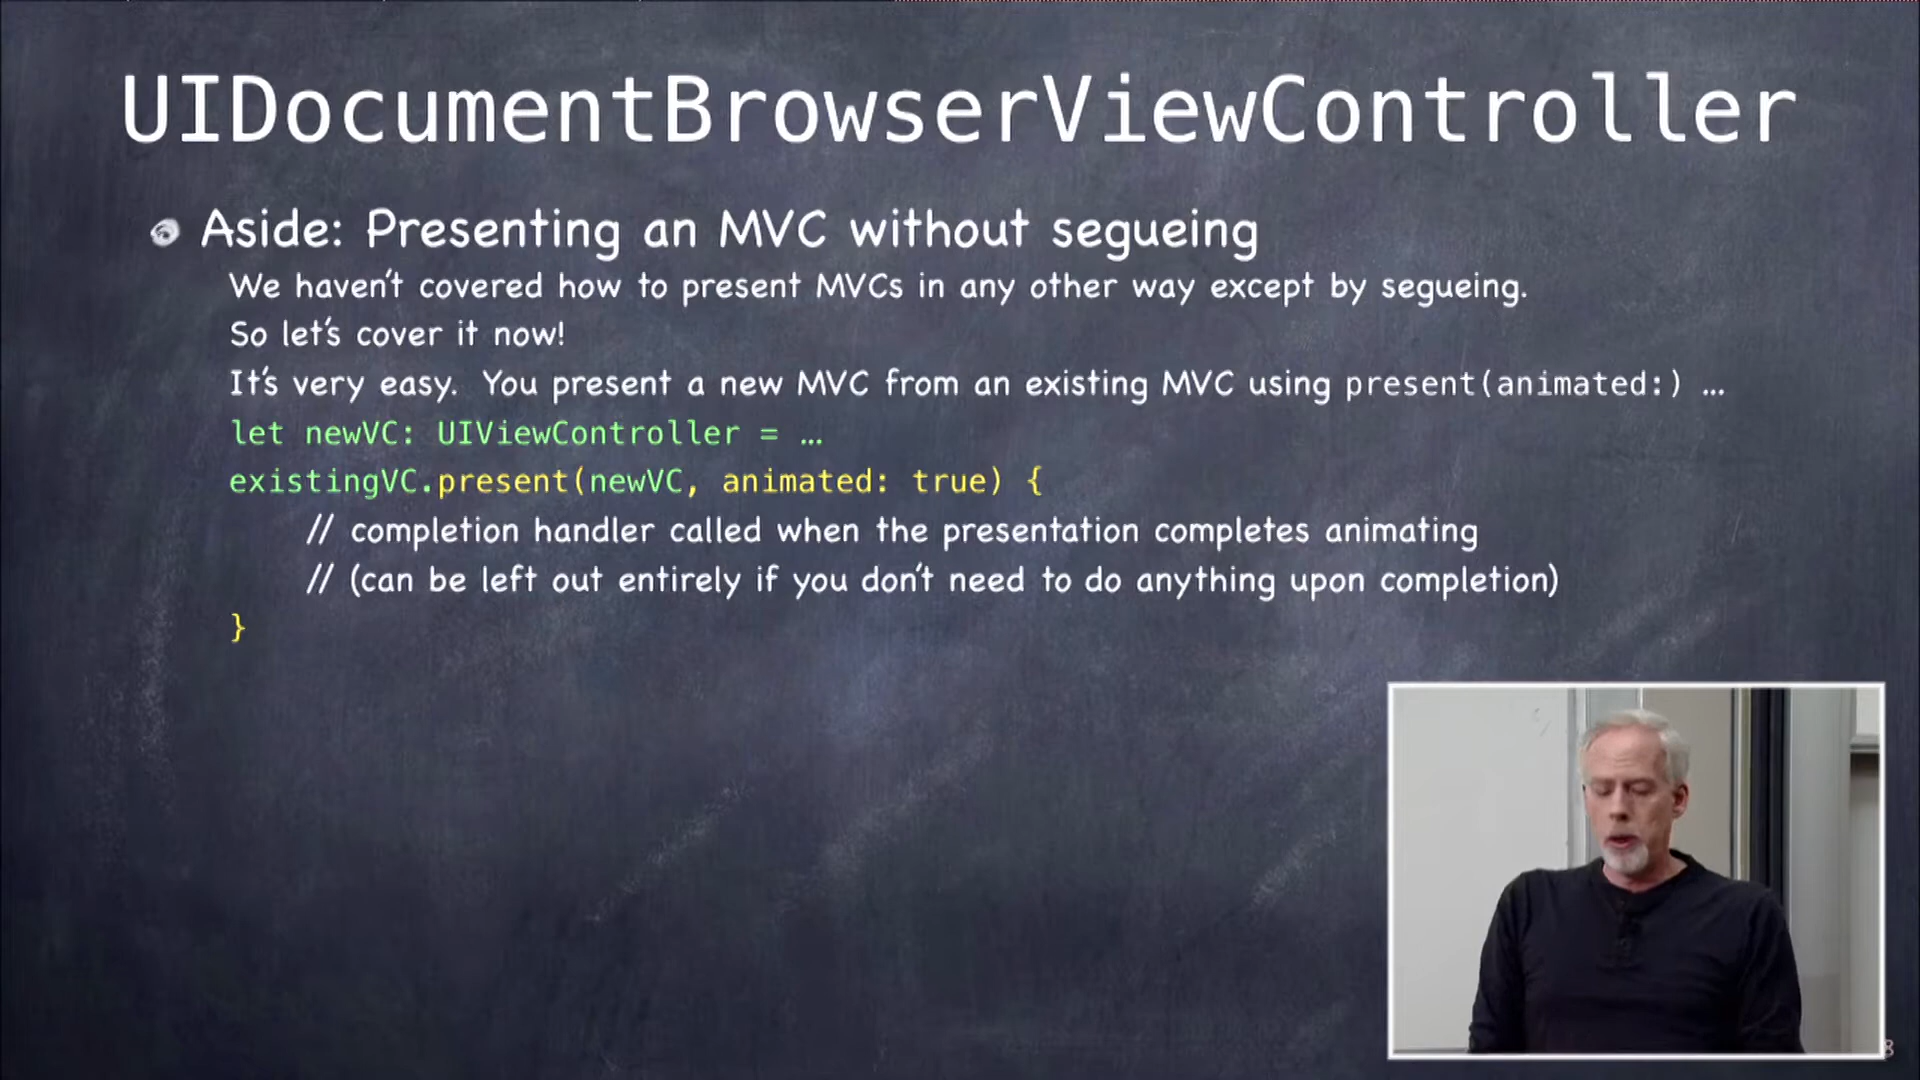 UIDocumentBrowserViewController
Aside: Presenting an MVC without segueing
We haven't covered how to present MVCs in any other way except by segueing.
So let's cover it now!
It's very easy. You present a new MVC from an existing MVC using present(animated:) ...
let newVC: UIViewController = ...
existingVC.present(newVC, animated: true) {
// completion handler called when the presentation completes animating
// (can be left out entirely if you don't need to do anything upon completion)
}
8